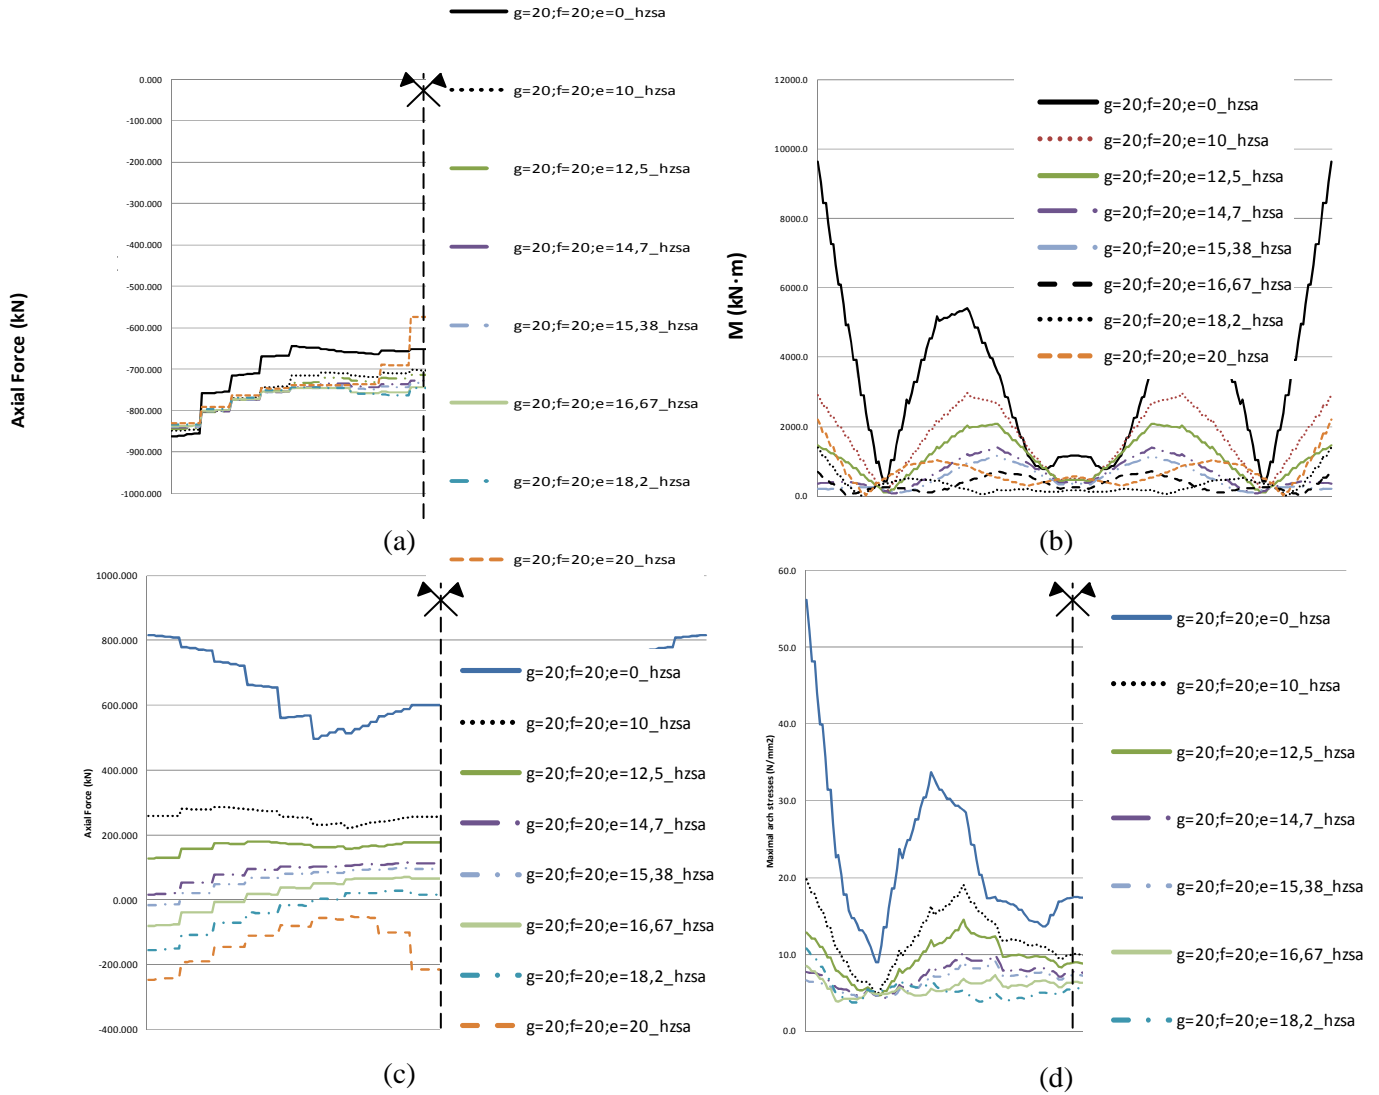 g=20;f=20;e=0_hzsa
0.000
-100.000
-200.000
-300.000
-400.000
-500.000
-600.000
-700.000
-800.000
-900.000
-1000.000
Axial Force (kN)
g=20;f=20;e=10_hzsa
g=20;f=20;e=12,5_hzsa
g=20;f=20;e=14,7_hzsa
g=20;f=20;e=15,38_hzsa
g=20;f=20;e=16,67_hzsa
g=20;f=20;e=18,2_hzsa
g=20;f=20;e=20_hzsa
(a)
12000.0
10000.0
8000.0
6000.0
4000.0
2000.0
0.0
M (kN·m)
g=20;f=20;e=0_hzsa
g=20;f=20;e=10_hzsa
g=20;f=20;e=12,5_hzsa
g=20;f=20;e=14,7_hzsa
g=20;f=20;e=15,38_hzsa
g=20;f=20;e=16,67_hzsa
g=20;f=20;e=18,2_hzsa
g=20;f=20;e=20_hzsa
(b)
1000.000
800.000
600.000
400.000
200.000
0.000
-200.000
-400.000
Axial Force (kN)
g=20;f=20;e=0_hzsa
g=20;f=20;e=10_hzsa
g=20;f=20;e=12,5_hzsa
g=20;f=20;e=14,7_hzsa
g=20;f=20;e=15,38_hzsa
g=20;f=20;e=16,67_hzsa
g=20;f=20;e=18,2_hzsa
g=20;f=20;e=20_hzsa
(c)
60.0
50.0
40.0
30.0
20.0
10.0
0.0
Maximal arch stresses (N/mm2)
g=20;f=20;e=0_hzsa
g=20;f=20;e=10_hzsa
g=20;f=20;e=12,5_hzsa
g=20;f=20;e=14,7_hzsa
g=20;f=20;e=15,38_hzsa
g=20;f=20;e=16,67_hzsa
g=20;f=20;e=18,2_hzsa
(d)